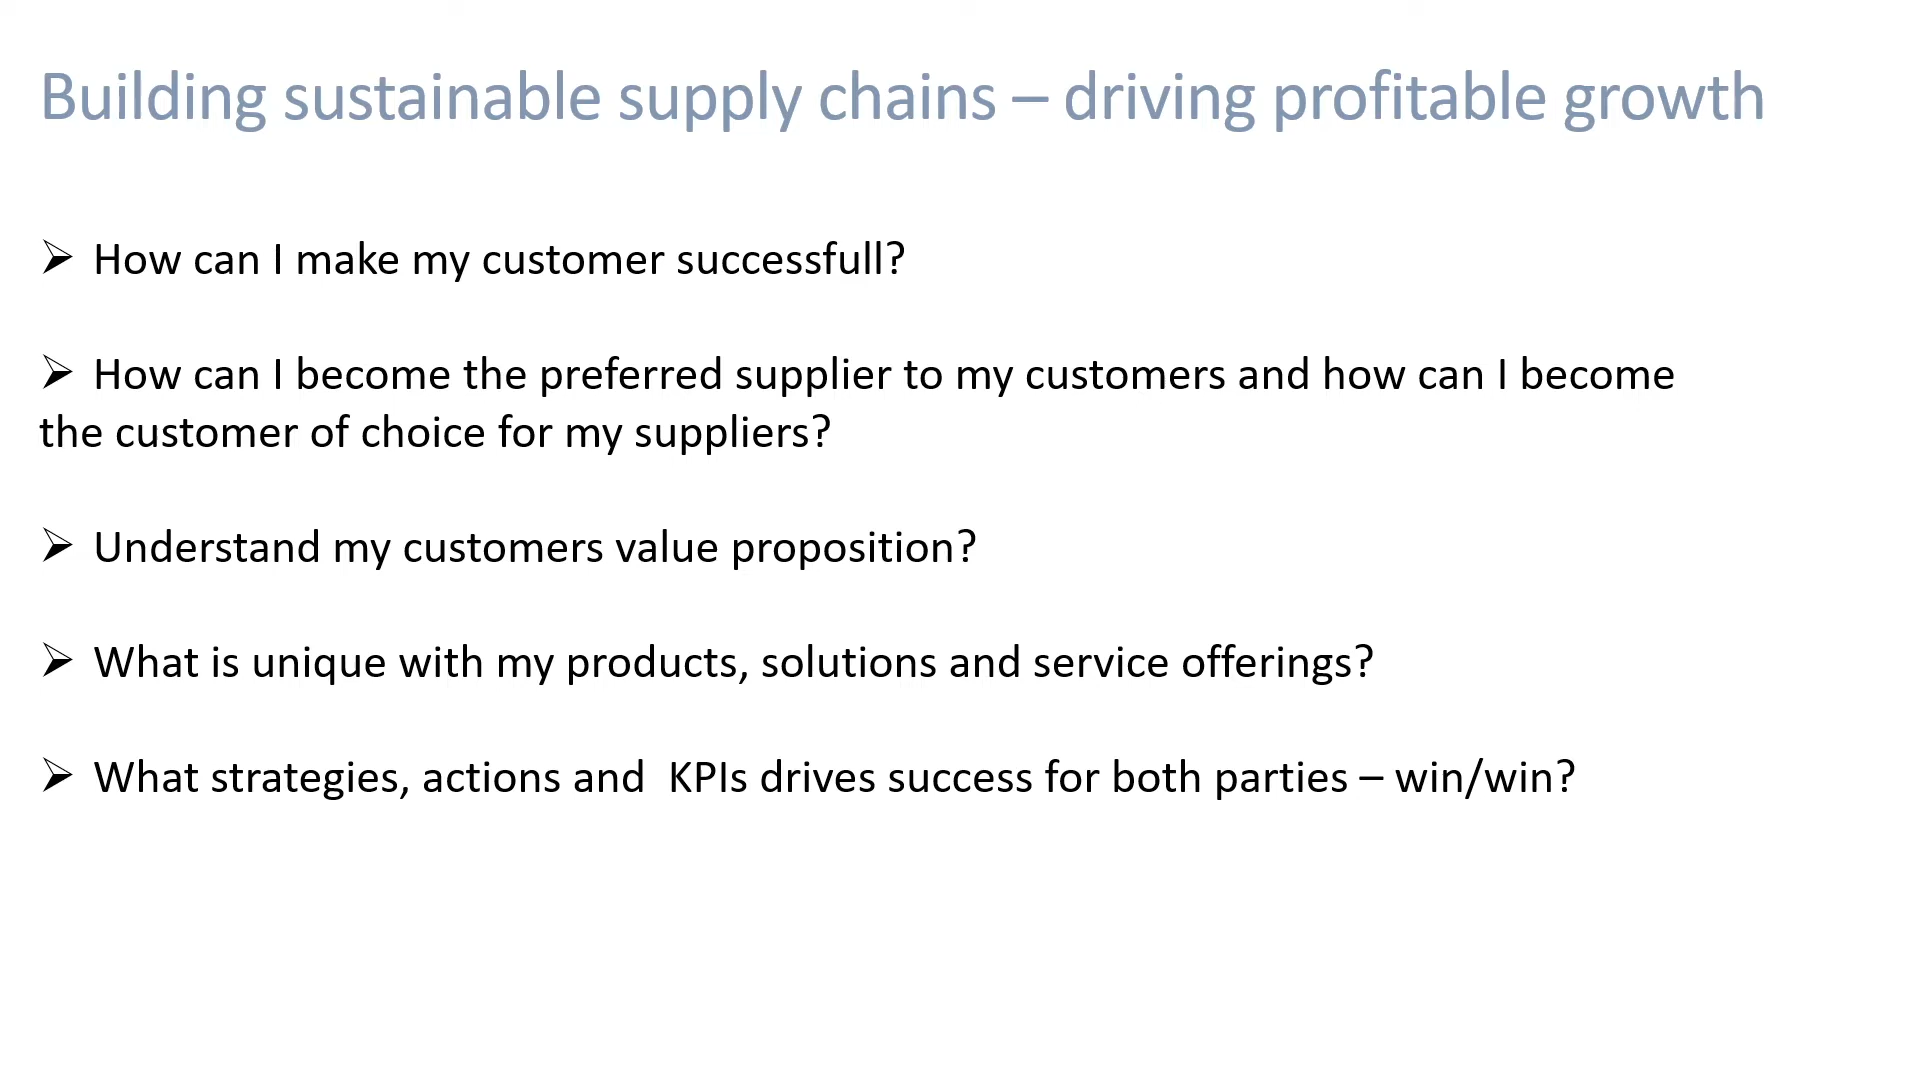 Building sustainable supply chains – driving profitable growth
➢ How can I make my customer successfull?
➢ How can I become the preferred supplier to my customers and how can I become
the customer of choice for my suppliers?
➢ Understand my customers value proposition?
➢ What is unique with my products, solutions and service offerings?
➢ What strategies, actions and  KPIs drives success for both parties – win/win?